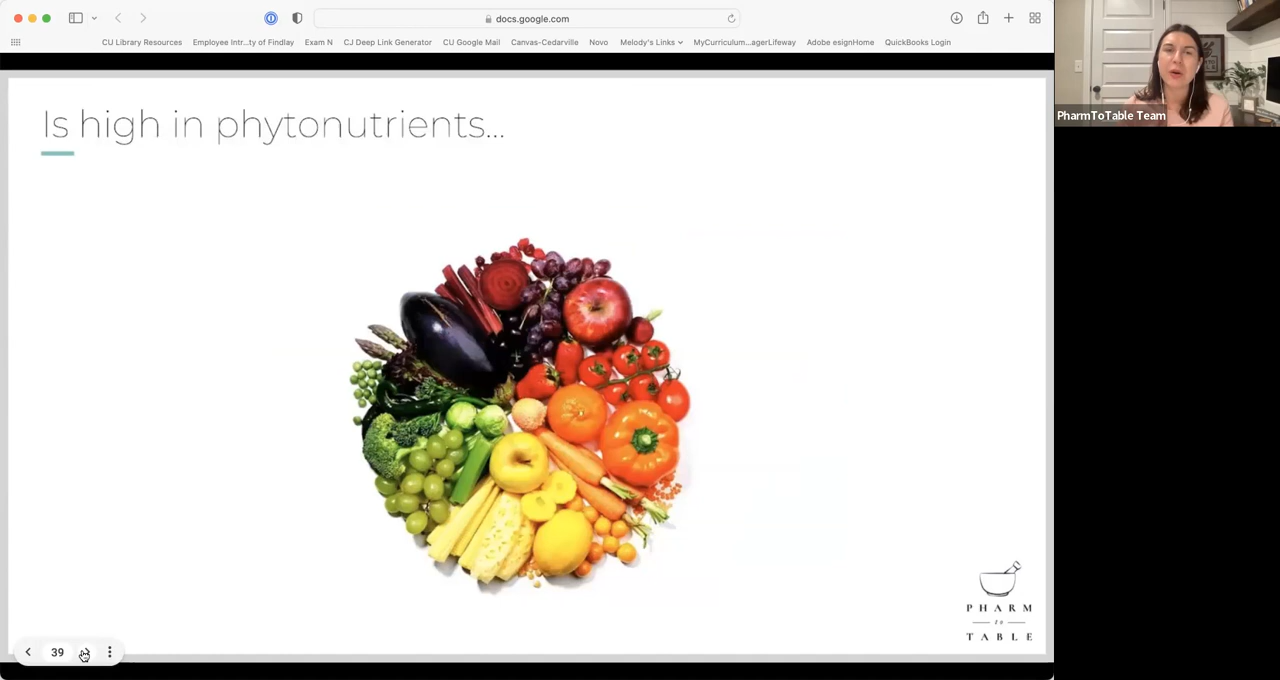 docs.google.com
CU Library Resources
Employee Intr...ty of Findlay
Exam N
CJ Deep Link Generator
CU Google Mail
Canvas-Cedarville
Novo
Melody's Links
MyCurriculum...agerLifeway
Adobe esignHome
QuickBooks Login
PharmToTable Team
Is high in phytonutrients...
PHARM
to
TABLE
39